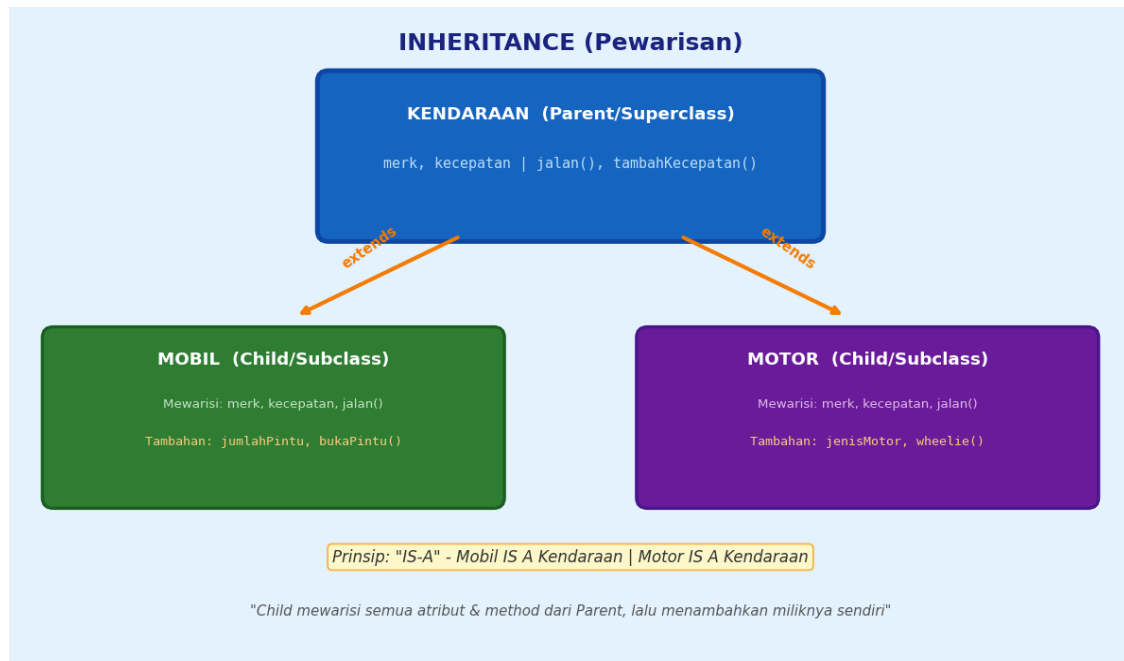 INHERITANCE (Pewarisan)
KENDARAAN (Parent/Superclass)
merk, kecepatan | jalan(), tambahKecepatan()
extends
extends
MOBIL (Child/Subclass)
Mewarisi: merk, kecepatan, jalan()
Tambahan: jumlahPintu, bukaPintu()
MOTOR (Child/Subclass)
Mewarisi: merk, kecepatan, jalan()
Tambahan: jenisMotor, wheelie()
Prinsip: "IS-A" - Mobil IS A Kendaraan | Motor IS A Kendaraan
"Child mewarisi semua atribut & method dari Parent, lalu menambahkan miliknya sendiri"